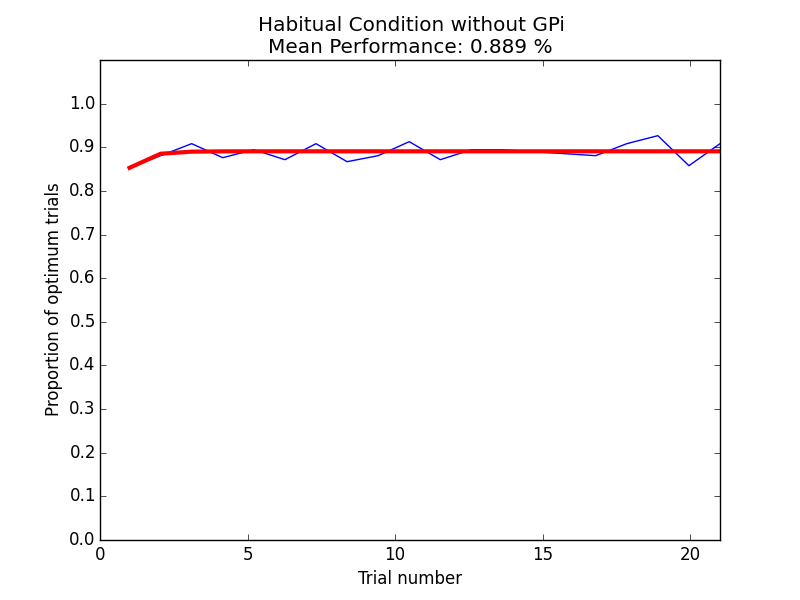 Habitual Condition without GPi
Mean Performance: 0.889 %
1.0
0.9
0.8
0.7
0.6
0.5
0.4
0.3
0.2
0.1
0.0
Proportion of optimum trials
0 5 10 15 20
Trial number